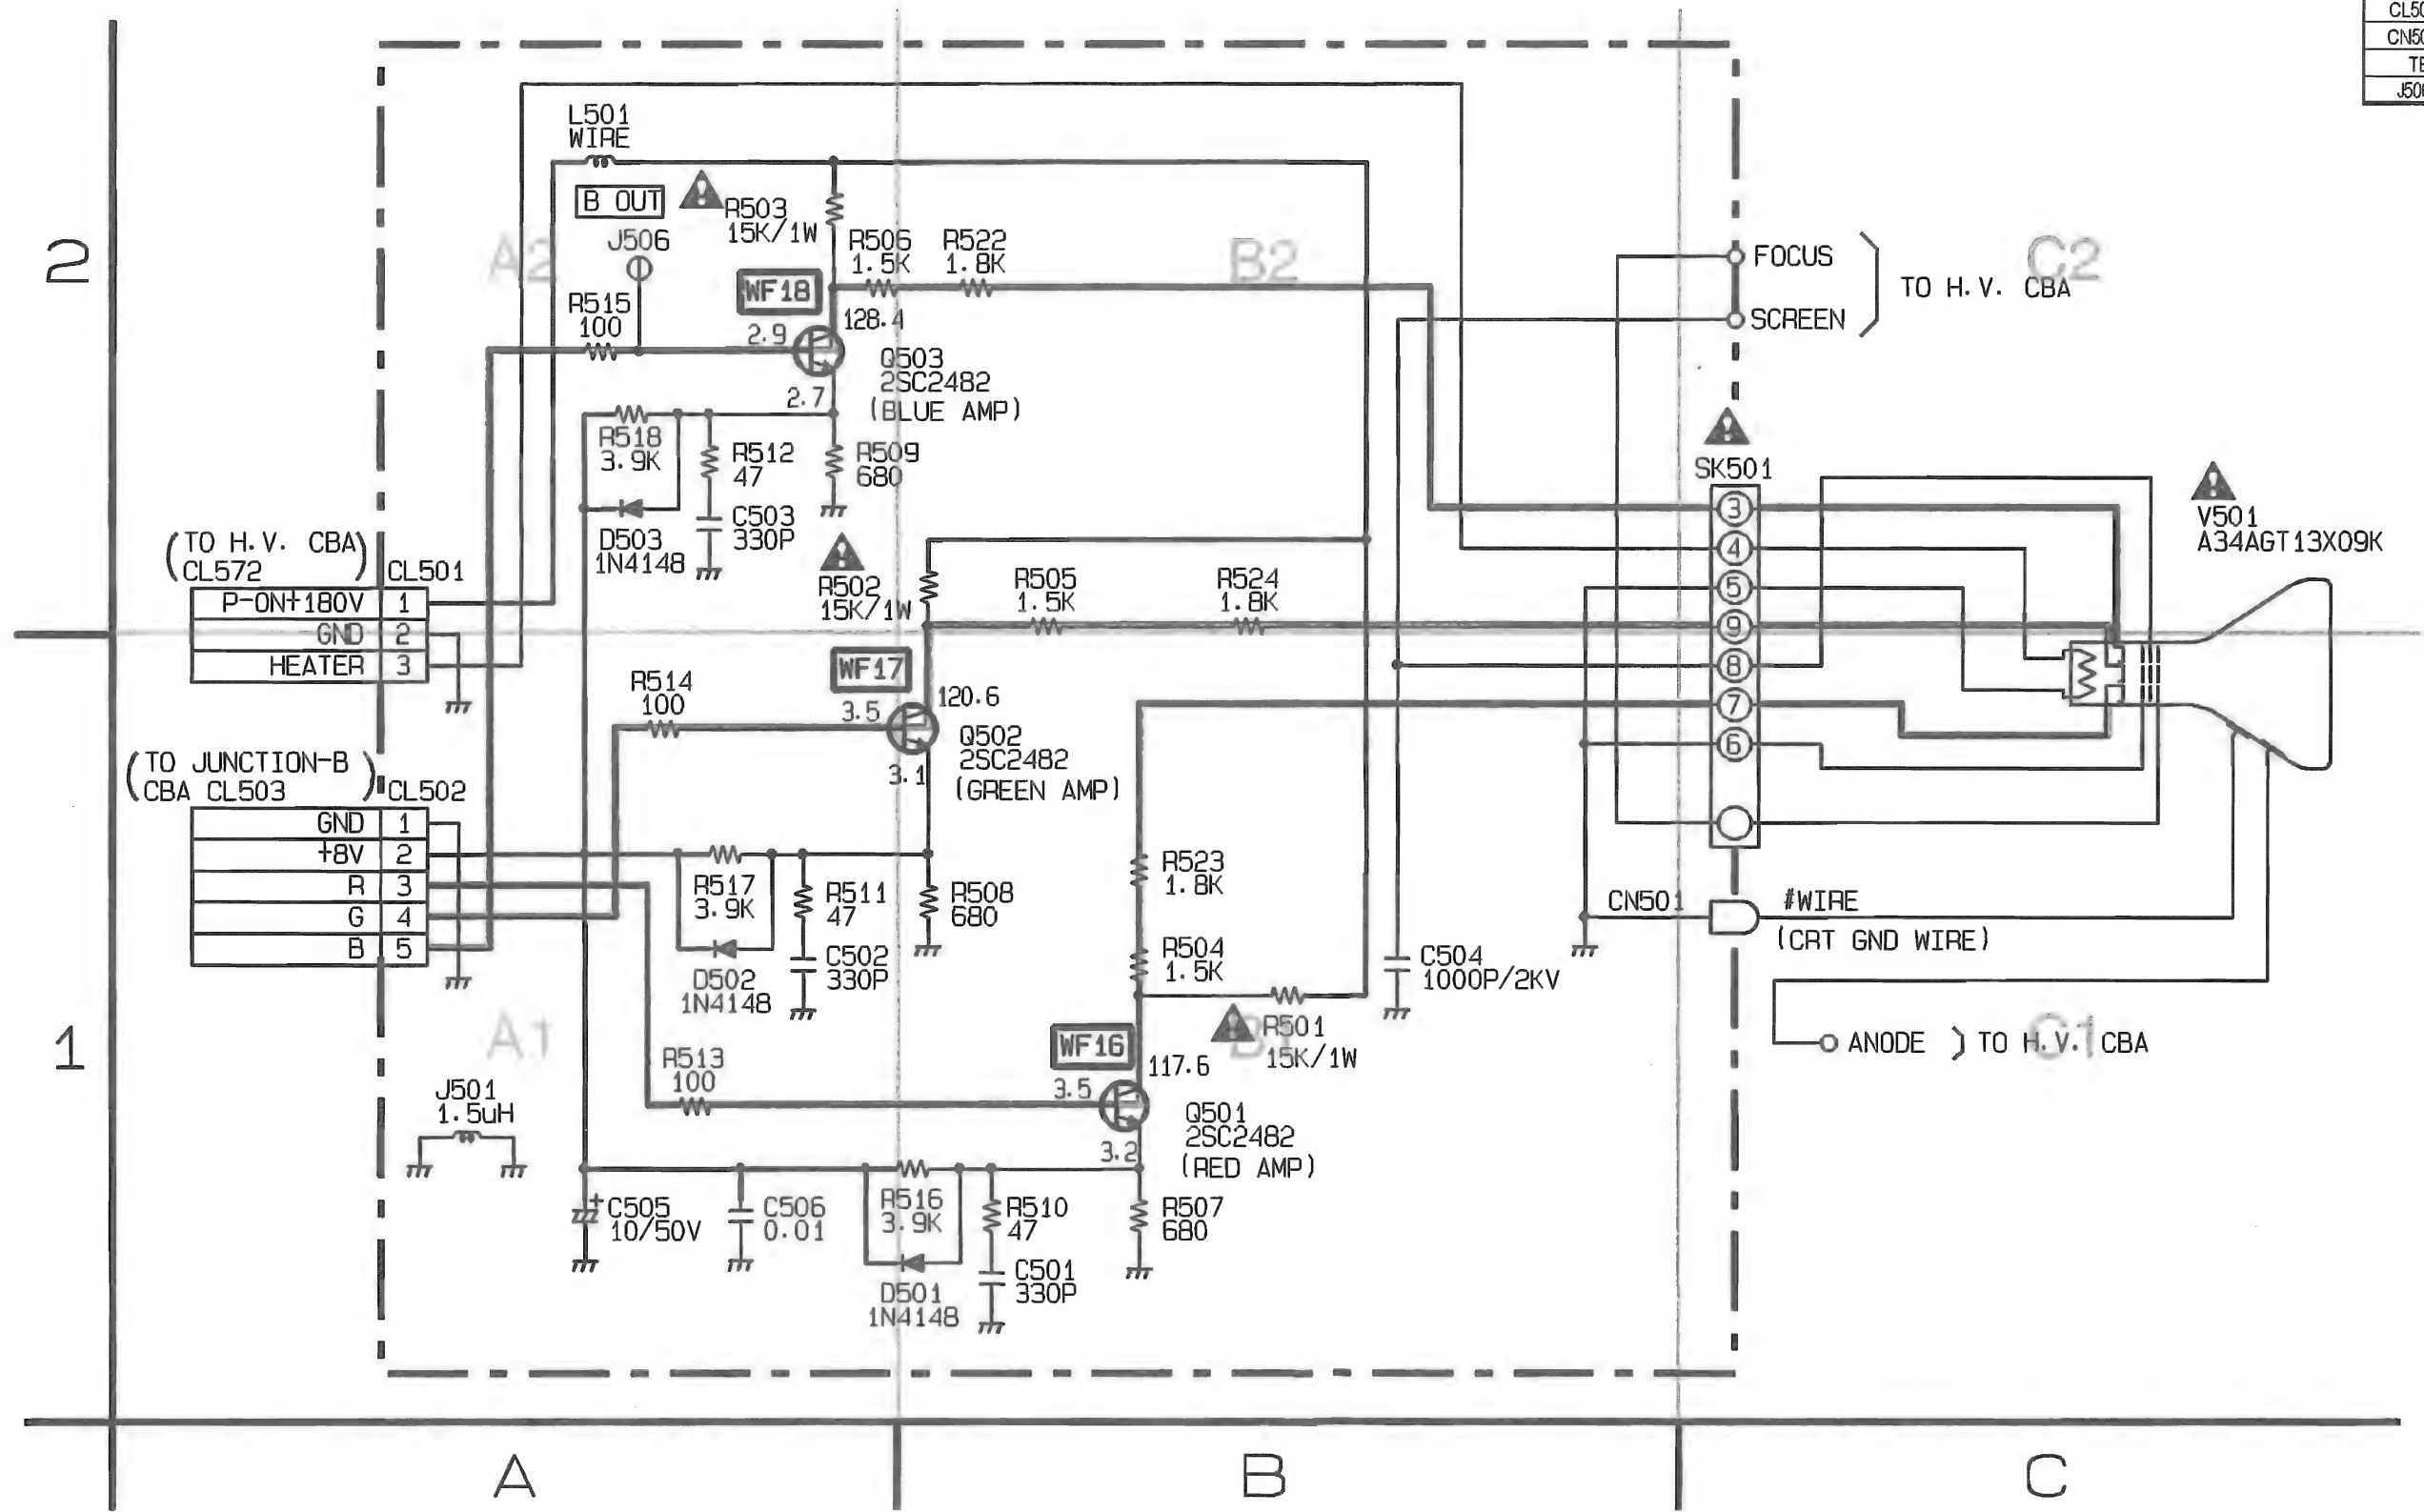 CL50
CN50
TE
J506
L501
WIRE
B OUT
R503
15K/1W
J506
R506
1.5K
R522
1.8K
2
A2
B2
C2
FOCUS
SCREEN
TO H.V. CBA
WF18
R515
100
2.9
128.4
Q503
2SC2482
(BLUE AMP)
2.7
R518
3.9K
R512
47
R509
680
SK501
D503
1N4148
C503
330P
V501
A34AGT13X09K
(TO H.V. CBA)
CL572
CL501
P-ON+180V 1
GND 2
HEATER 3
R502
15K/1W
R505
1.5K
R524
1.8K
3
4
5
9
8
7
6
WF17
R514
100
3.5
120.6
Q502
2SC2482
(GREEN AMP)
3.1
(TO JUNCTION-B)
CBA CL503
CL502
GND 1
+8V 2
R 3
G 4
B 5
R517
3.9K
R511
47
R508
680
R523
1.8K
CN501
#WIRE
(CRT GND WIRE)
D502
1N4148
C502
330P
R504
1.5K
C504
1000P/2KV
1
A1
B1
C1
WF16
R501
15K/1W
ANODE ) TO H.V. CBA
R513
100
117.6
3.5
J501
1.5uH
Q501
2SC2482
(RED AMP)
3.2
+
C505
10/50V
C506
0.01
R516
3.9K
R510
47
R507
680
D501
1N4148
C501
330P
A
B
C